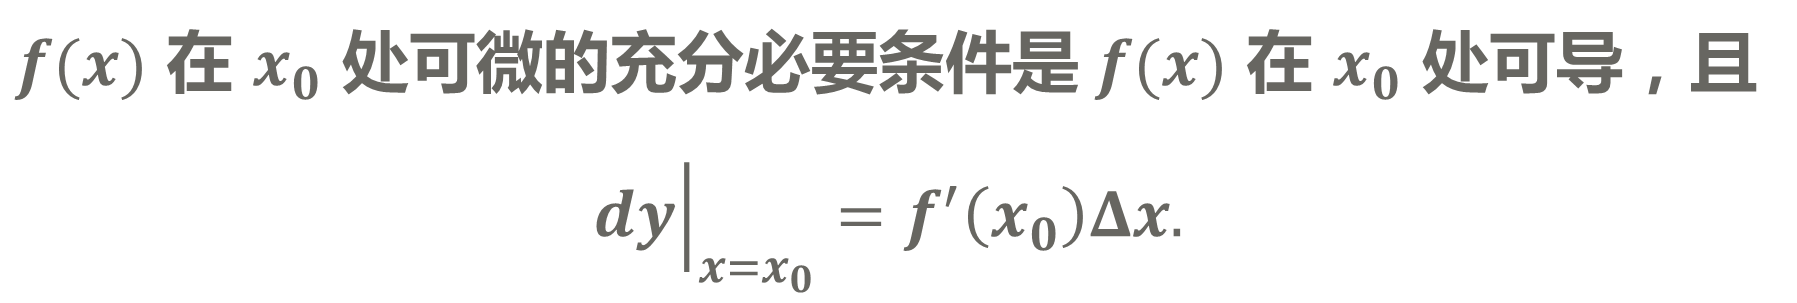 f(x) 在 x₀ 处可微的充分必要条件是 f(x) 在 x₀ 处可导，且
dy|ₓ₌ₓ₀ = f′(x₀)Δx.